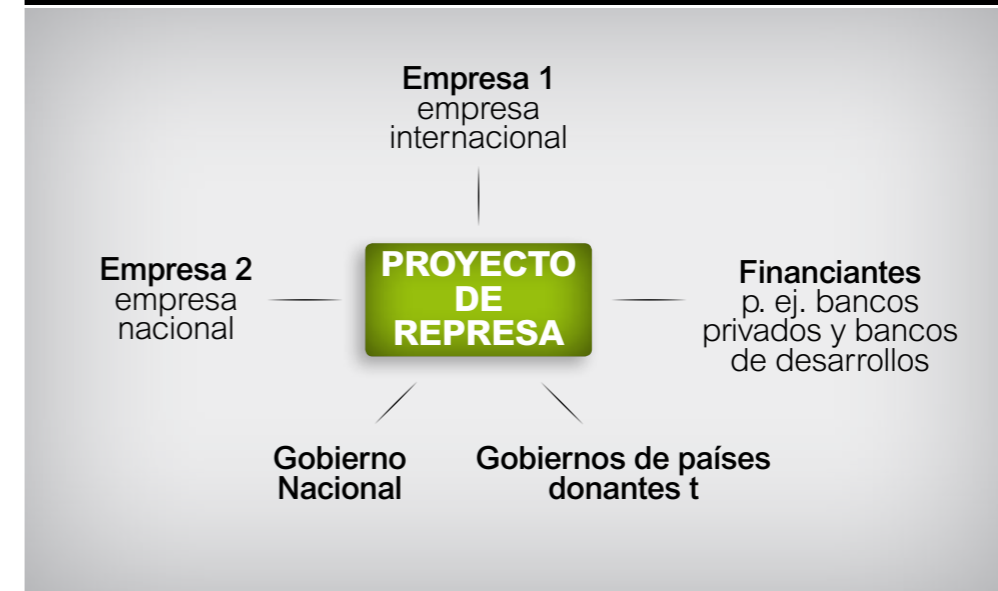 Empresa 1
empresa
internacional
Empresa 2
empresa
nacional
PROYECTO
DE
REPRESA
Financiantes
p. ej. bancos
privados y bancos
de desarrollos
Gobierno
Nacional
Gobiernos de países
donantes t